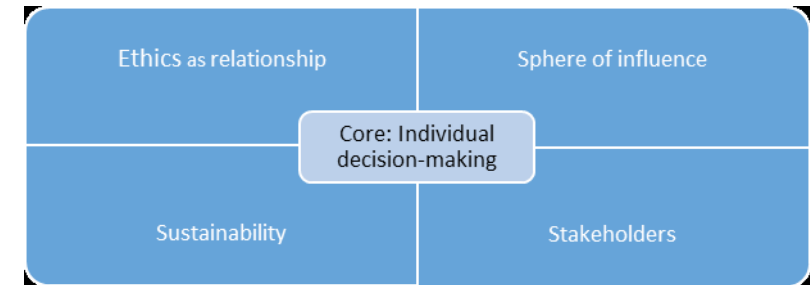 Ethics as relationship
Sphere of influence
Core: Individual
decision-making
Sustainability
Stakeholders